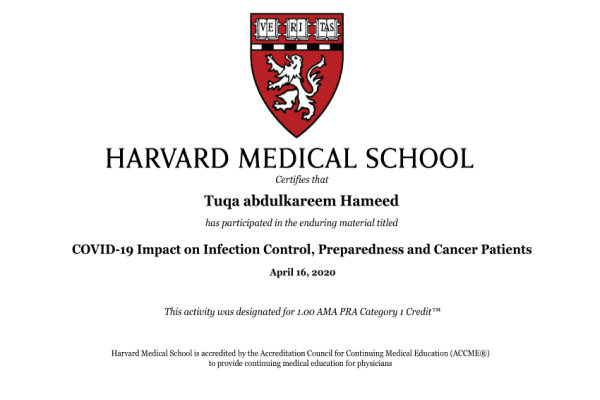 VE RI TAS
HARVARD MEDICAL SCHOOL
Certifies that
Tuqa abdulkareem Hameed
has participated in the enduring material titled
COVID-19 Impact on Infection Control, Preparedness and Cancer Patients
April 16, 2020
This activity was designated for 1.00 AMA PRA Category 1 Credit™
Harvard Medical School is accredited by the Accreditation Council for Continuing Medical Education (ACCME®)
to provide continuing medical education for physicians